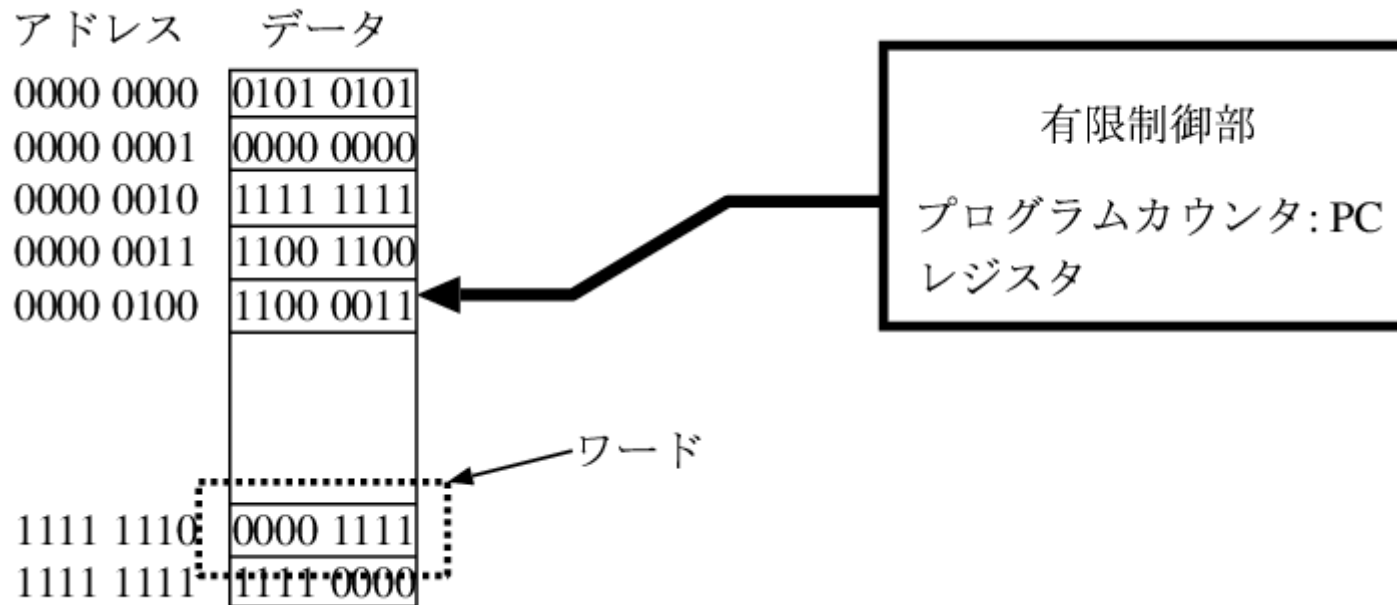 アドレス データ
0000 0000 0101 0101
0000 0001 0000 0000
0000 0010 1111 1111
0000 0011 1100 1100
0000 0100 1100 0011
有限制御部
プログラムカウンタ: PC
レジスタ
ワード
1111 1110 0000 1111
1111 1111 1111 0000